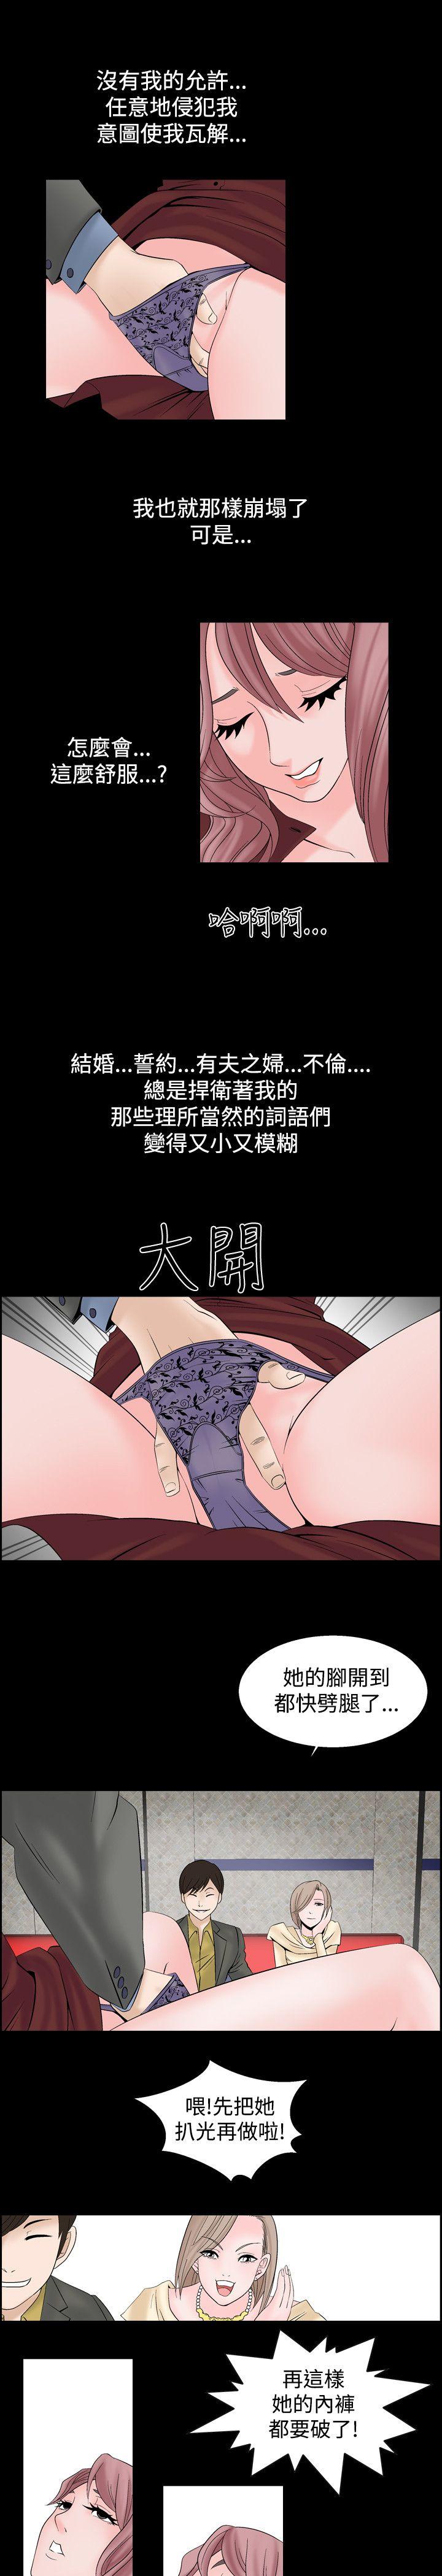 沒有我的允許...
任意地侵犯我
意圖使我瓦解...
我也就那樣崩塌了
可是...
怎麼會...
這麼舒服...?
哈啊啊...
結婚...誓約...有夫之婦...不倫....
總是捍衛著我的
那些理所當然的詞語們
變得又小又模糊
大開
她的腳開到
都快劈腿了...
喂!先把她
扒光再做啦!
再這樣
她的內褲
都要破了!